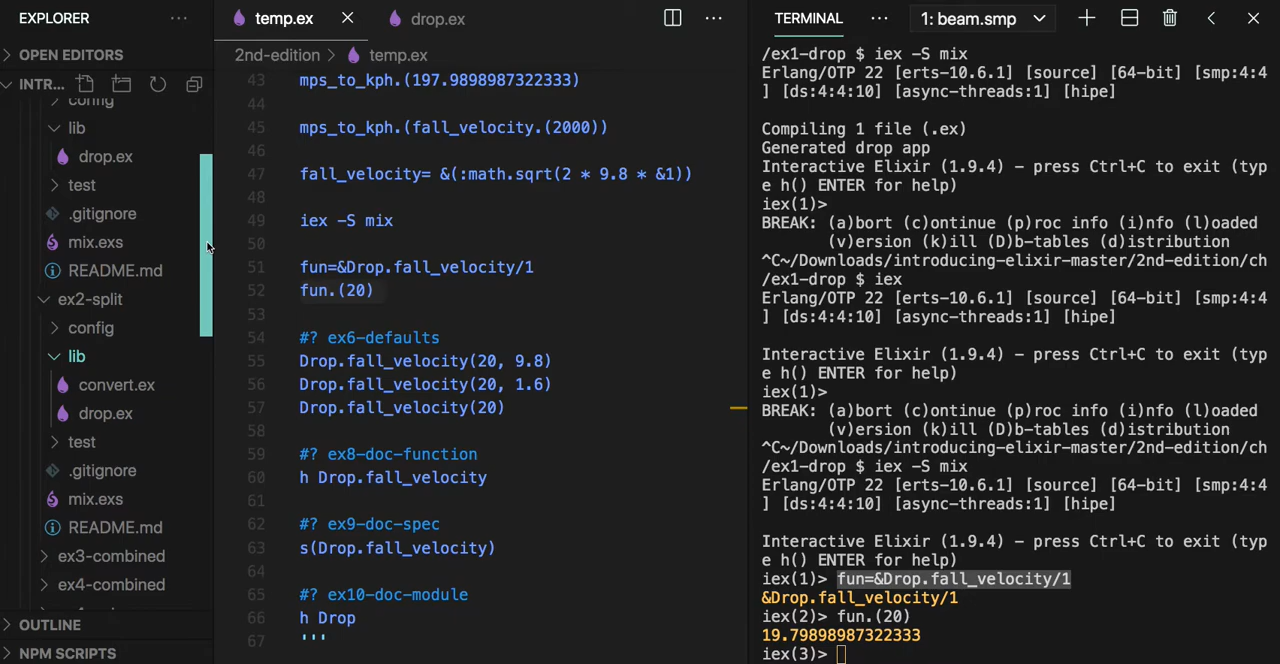 EXPLORER
OPEN EDITORS
INTR...
config
lib
drop.ex
test
.gitignore
mix.exs
README.md
ex2-split
config
lib
convert.ex
drop.ex
test
.gitignore
mix.exs
README.md
ex3-combined
ex4-combined
OUTLINE
NPM SCRIPTS
temp.ex
drop.ex
2nd-edition > temp.ex
43 mps_to_kph.(197.9898987322333)
44
45 mps_to_kph.(fall_velocity.(2000))
46
47 fall_velocity= &(:math.sqrt(2 * 9.8 * &1))
48
49 iex -S mix
50
51 fun=&Drop.fall_velocity/1
52 fun.(20)
53
54 #? ex6-defaults
55 Drop.fall_velocity(20, 9.8)
56 Drop.fall_velocity(20, 1.6)
57 Drop.fall_velocity(20)
58
59 #? ex8-doc-function
60 h Drop.fall_velocity
61
62 #? ex9-doc-spec
63 s(Drop.fall_velocity)
64
65 #? ex10-doc-module
66 h Drop
67 '''
TERMINAL
1: beam.smp
/ex1-drop $ iex -S mix
Erlang/OTP 22 [erts-10.6.1] [source] [64-bit] [smp:4:4
] [ds:4:4:10] [async-threads:1] [hipe]
Compiling 1 file (.ex)
Generated drop app
Interactive Elixir (1.9.4) - press Ctrl+C to exit (typ
e h() ENTER for help)
iex(1)>
BREAK: (a)bort (c)ontinue (p)roc info (i)nfo (l)oaded
(v)ersion (k)ill (D)b-tables (d)istribution
^C~/Downloads/introducing-elixir-master/2nd-edition/ch
/ex1-drop $ iex
Erlang/OTP 22 [erts-10.6.1] [source] [64-bit] [smp:4:4
] [ds:4:4:10] [async-threads:1] [hipe]
Interactive Elixir (1.9.4) - press Ctrl+C to exit (typ
e h() ENTER for help)
iex(1)>
BREAK: (a)bort (c)ontinue (p)roc info (i)nfo (l)oaded
(v)ersion (k)ill (D)b-tables (d)istribution
^C~/Downloads/introducing-elixir-master/2nd-edition/ch
/ex1-drop $ iex -S mix
Erlang/OTP 22 [erts-10.6.1] [source] [64-bit] [smp:4:4
] [ds:4:4:10] [async-threads:1] [hipe]
Interactive Elixir (1.9.4) - press Ctrl+C to exit (typ
e h() ENTER for help)
iex(1)> fun=&Drop.fall_velocity/1
&Drop.fall_velocity/1
iex(2)> fun.(20)
19.79898987322333
iex(3)>